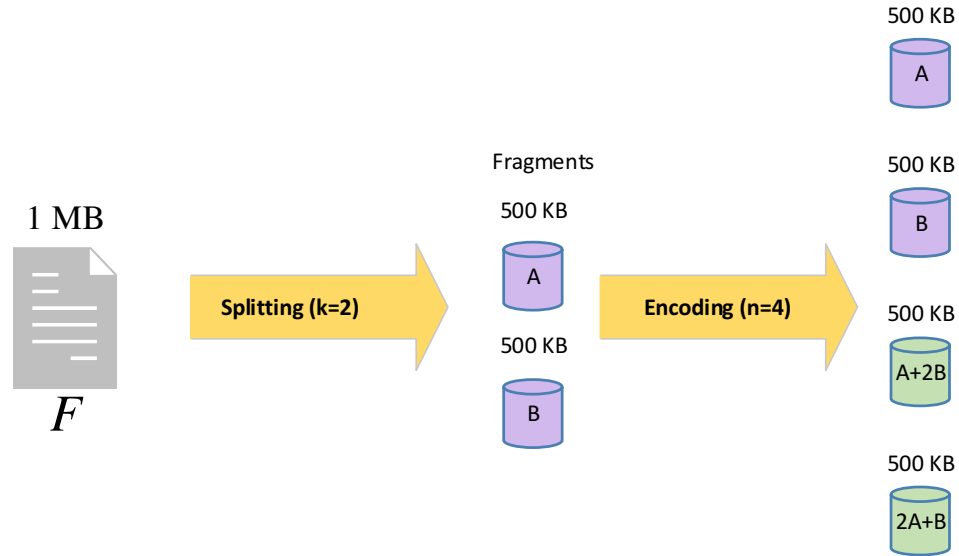 1 MB
F
Splitting (k=2)
Fragments
500 KB
A
500 KB
B
Encoding (n=4)
500 KB
A
500 KB
B
500 KB
A+2B
500 KB
2A+B